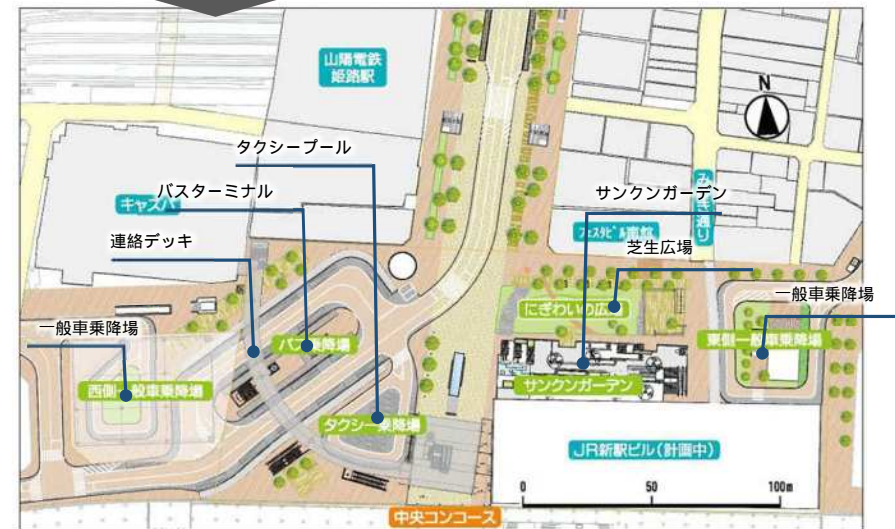 山陽電鉄
姫路駅
N
タクシープール
キャスパ
バスターミナル
サンクンガーデン
みゆき通り
フェスタビル南館
連絡デッキ
芝生広場
一般車乗降場
にぎわいの広場
一般車乗降場
バス乗降場
東側一般車乗降場
西側一般車乗降場
サンクンガーデン
タクシー乗降場
JR新駅ビル(計画中)
0 50 100m
中央コンコース